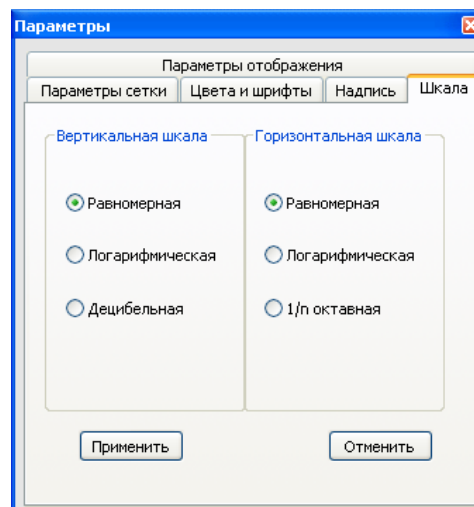 Параметры
Параметры отображения
Параметры сетки Цвета и шрифты Надпись Шкала
Вертикальная шкала Горизонтальная шкала
Равномерная Равномерная
Логарифмическая Логарифмическая
Децибельная 1/n октавная
Применить Отменить